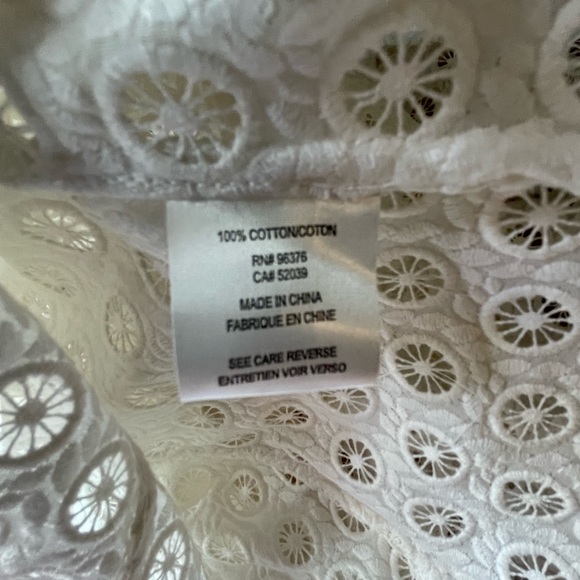 100% COTTON/COTON
RN# 96376
CA# 52039
MADE IN CHINA
FABRIQUE EN CHINE
SEE CARE REVERSE
ENTRETIEN VOIR VERSO